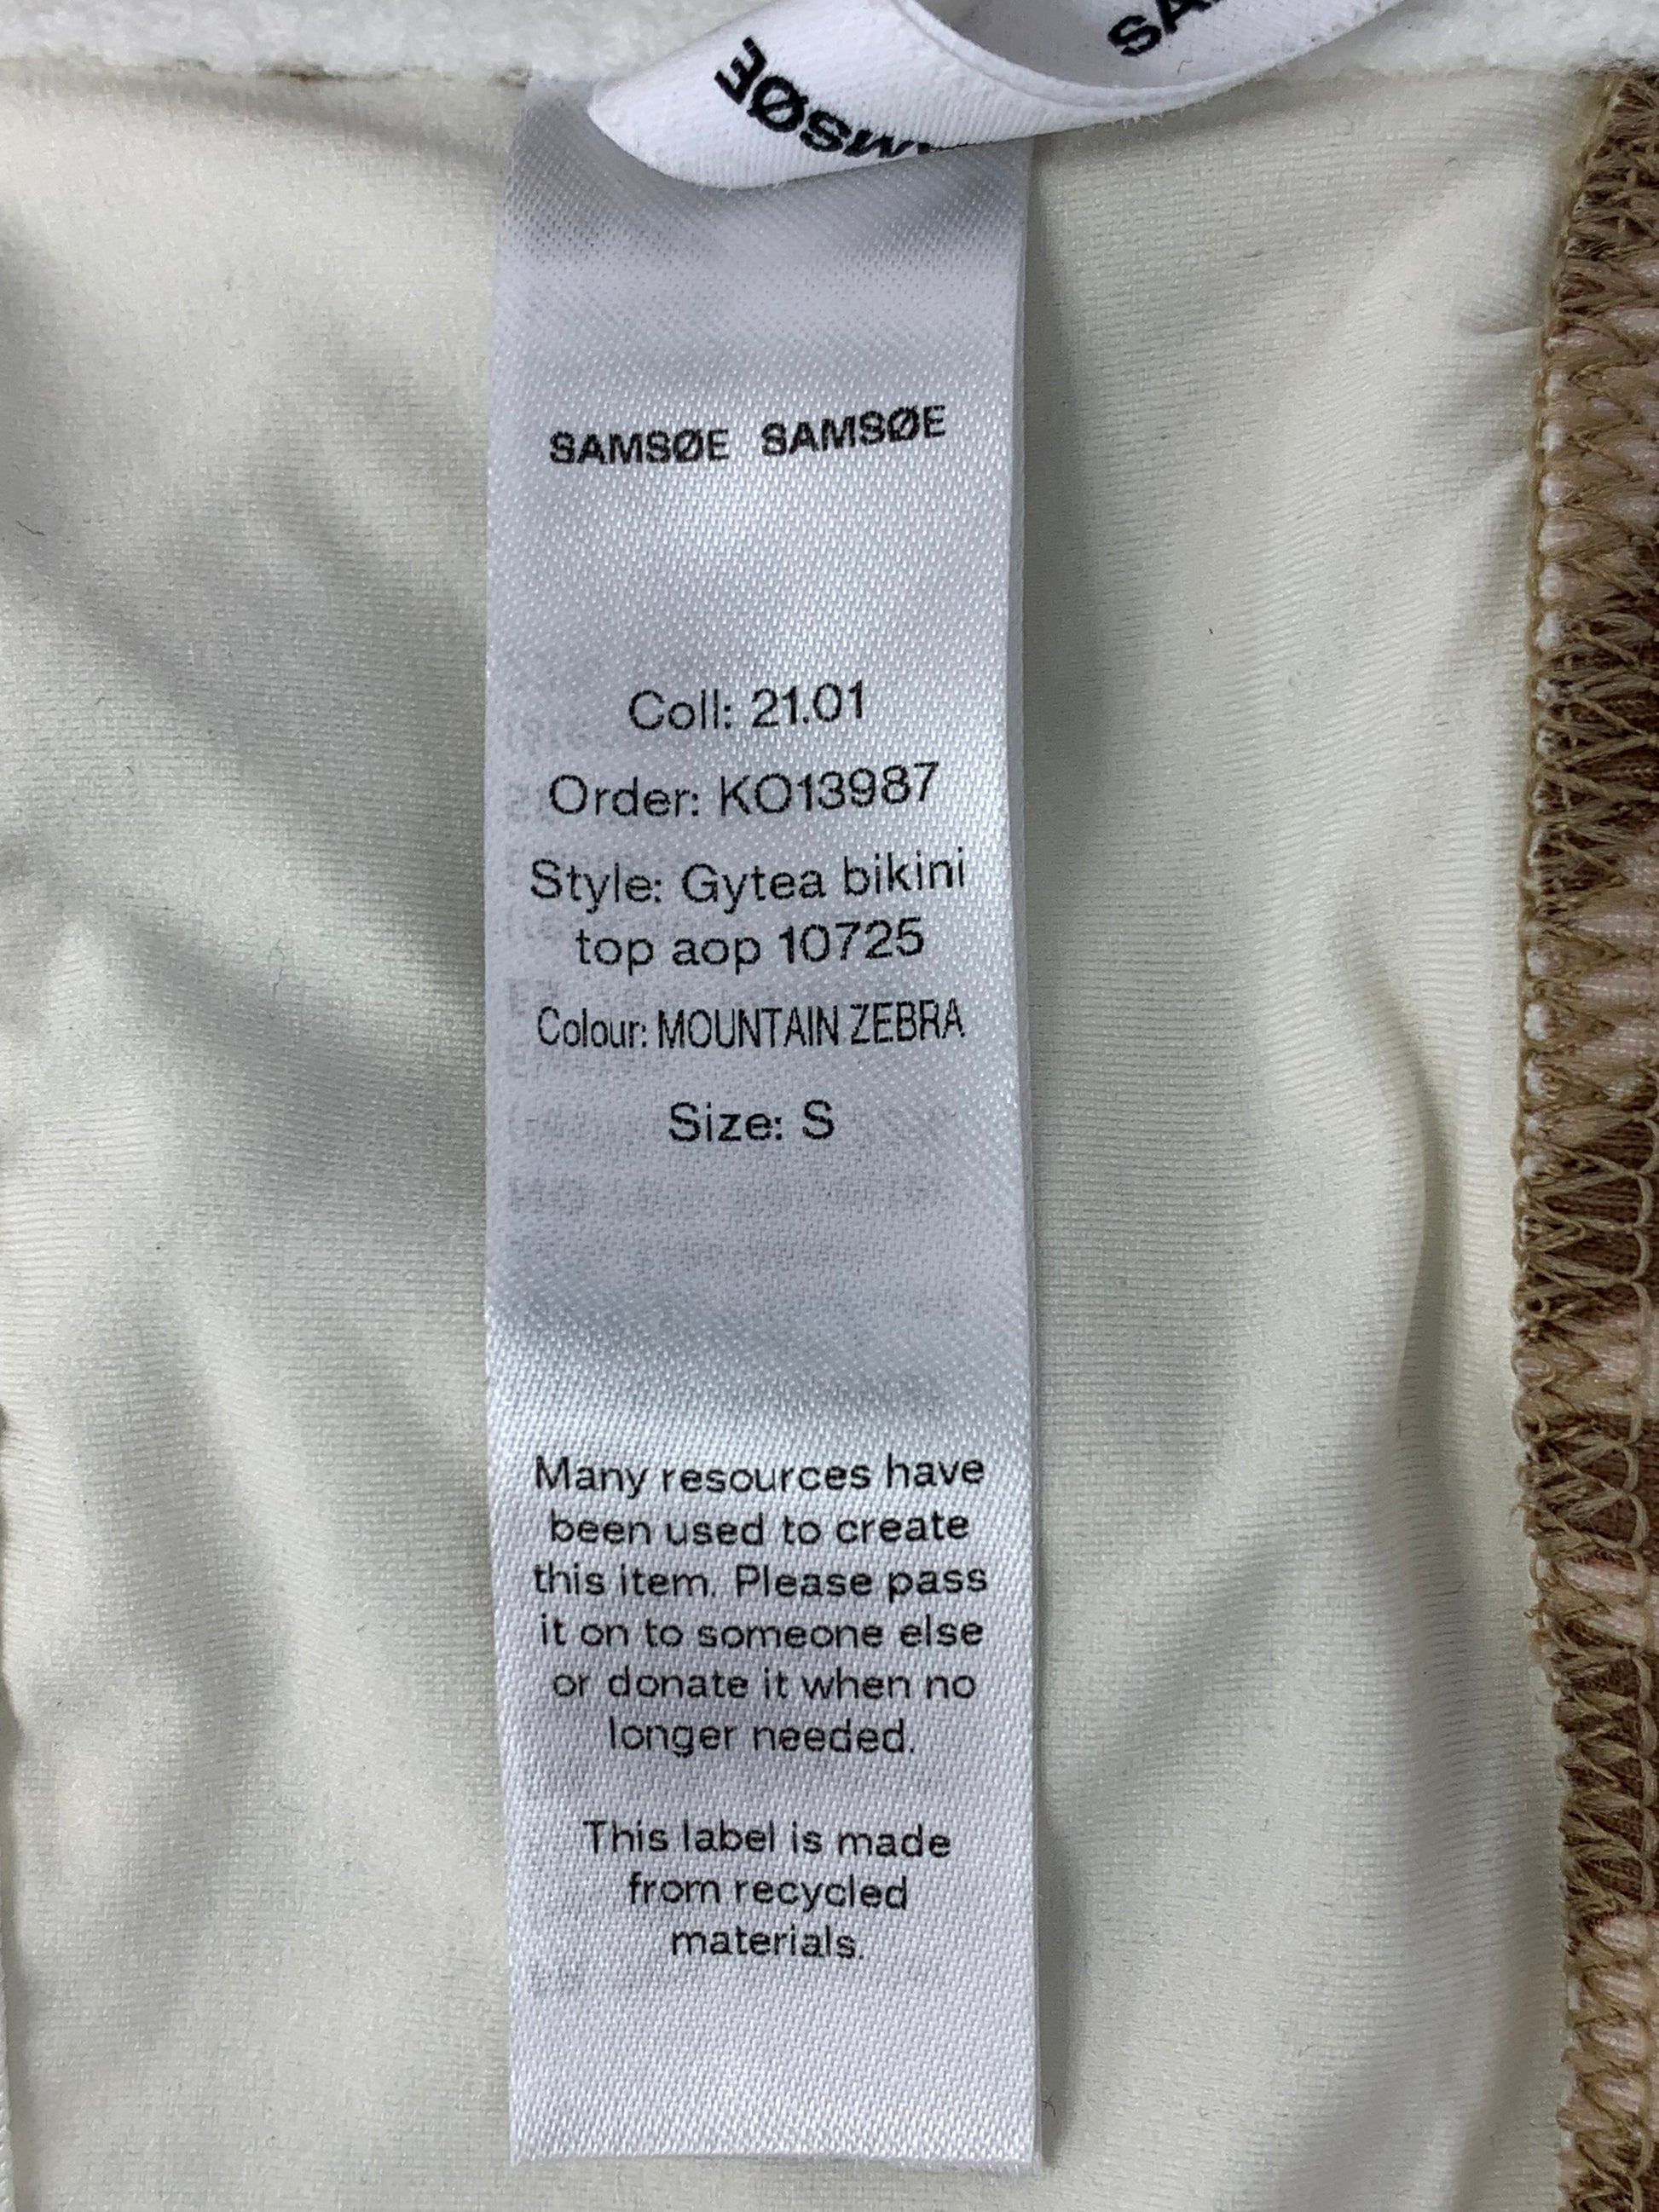 SAMSØE
SA
SAMSØE SAMSØE
Coll: 21.01
Order: KO13987
Style: Gytea bikini
top aop 10725
Colour: MOUNTAIN ZEBRA
Size: S
Many resources have
been used to create
this item. Please pass
it on to someone else
or donate it when no
longer needed.
This label is made
from recycled
materials.